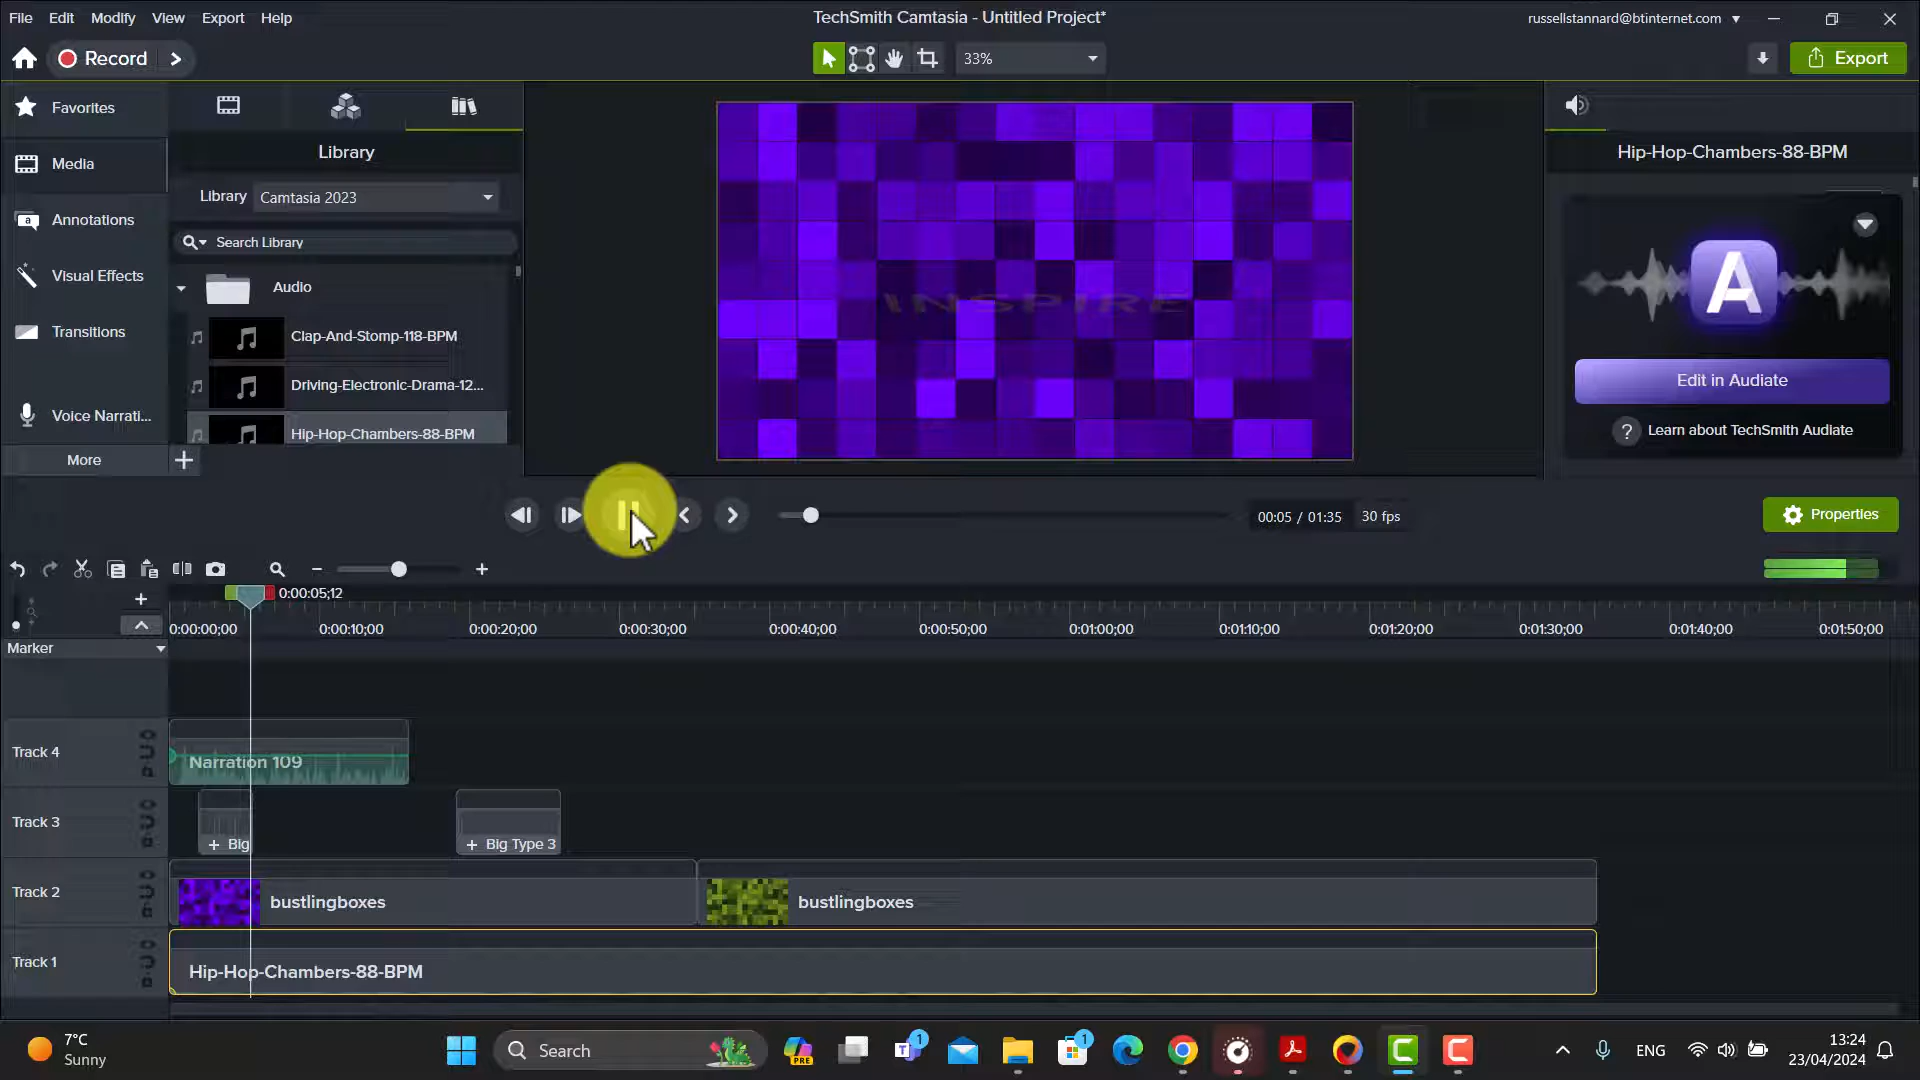 File Edit Modify View Export Help
TechSmith Camtasia - Untitled Project*
russellstannard@btinternet.com
Record
33%
Export
Favorites
Media
Annotations
Visual Effects
Transitions
Voice Narrati...
More
Library
Library Camtasia 2023
Search Library
Audio
Clap-And-Stomp-118-BPM
Driving-Electronic-Drama-12...
Hip-Hop-Chambers-88-BPM
INSPIRE
Hip-Hop-Chambers-88-BPM
A
Edit in Audiate
? Learn about TechSmith Audiate
00:05 / 01:35 30 fps
Properties
0:00:05;12
0:00:00;00 0:00:10;00 0:00:20;00 0:00:30;00 0:00:40;00 0:00:50;00 0:01:00;00 0:01:10;00 0:01:20;00 0:01:30;00 0:01:40;00 0:01:50;00
Marker
Track 4
Narration 109
Track 3
+ Big
+ Big Type 3
Track 2
bustlingboxes
bustlingboxes
Track 1
Hip-Hop-Chambers-88-BPM
7°C
Sunny
Search
PRE
1
1
ENG
13:24
23/04/2024